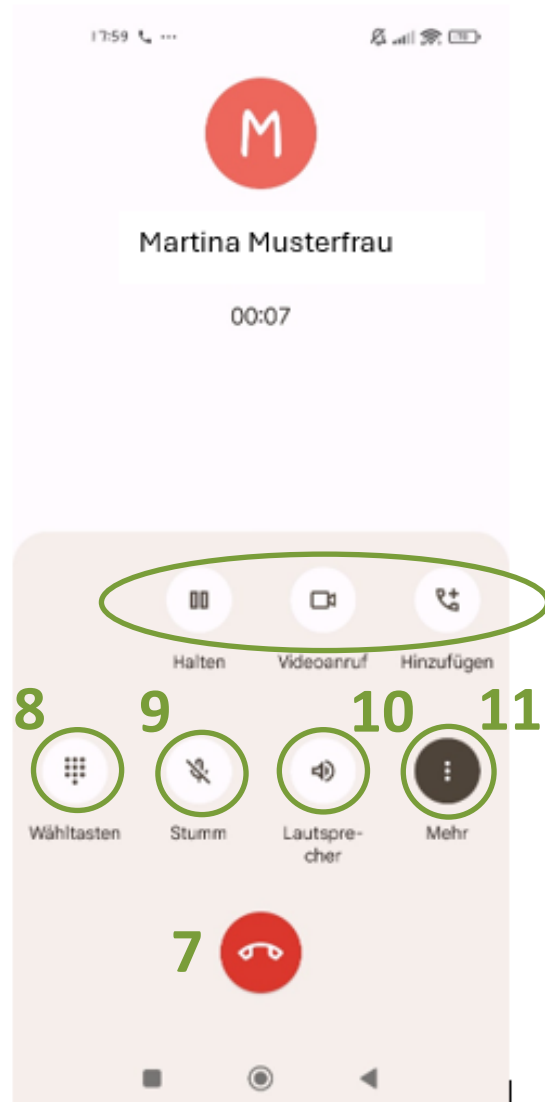 17:59
M
Martina Musterfrau
00:07
Halten Videoanruf Hinzufügen
8 9 10 11
Wähltasten Stumm Lautspre-
cher Mehr
7